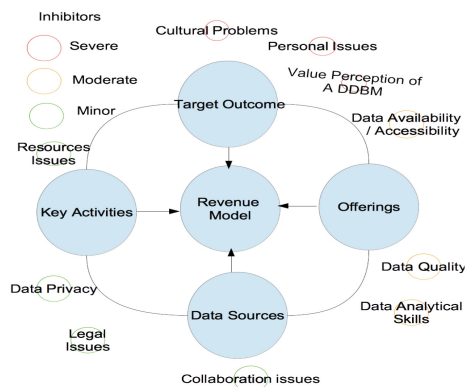 Inhibitors
Severe
Moderate
Minor
Cultural Problems
Personal Issues
Value Perception of
A DDBM
Target Outcome
Data Availability
/ Accessibility
Resources
Issues
Key Activities
Revenue
Model
Offerings
Data Quality
Data Privacy
Data Analytical
Skills
Data Sources
Legal
Issues
Collaboration issues